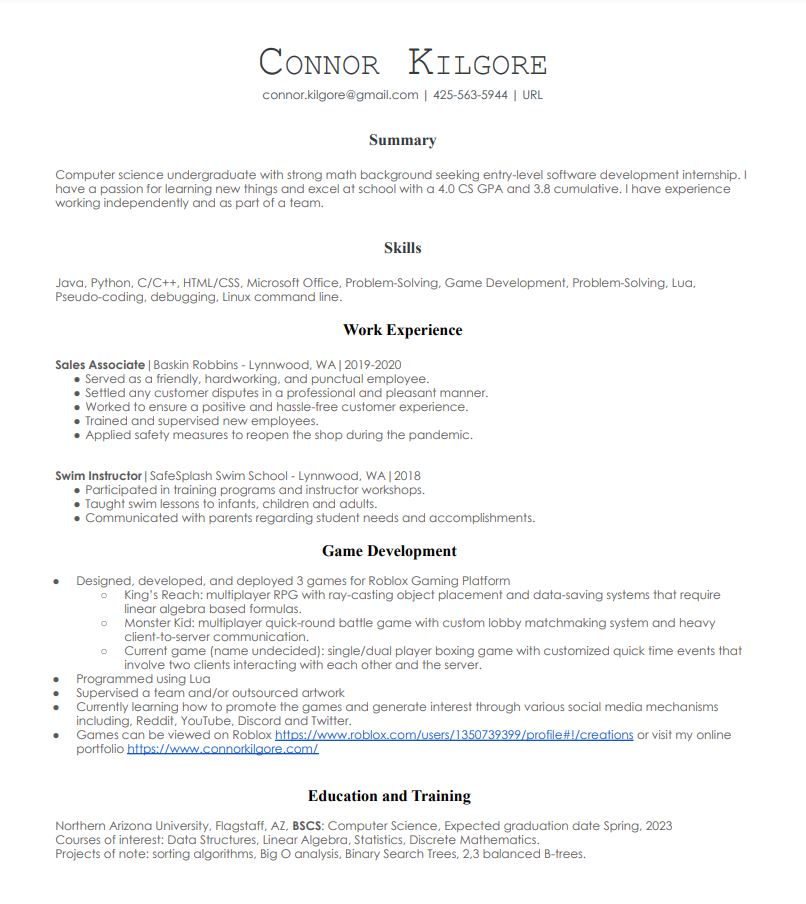 Connor Kilgore
connor.kilgore@gmail.com | 425-563-5944 | URL
Summary
Computer science undergraduate with strong math background seeking entry-level software development internship. I
have a passion for learning new things and excel at school with a 4.0 CS GPA and 3.8 cumulative. I have experience
working independently and as part of a team.
Skills
Java, Python, C/C++, HTML/CSS, Microsoft Office, Problem-Solving, Game Development, Problem-Solving, Lua,
Pseudo-coding, debugging, Linux command line.
Work Experience
Sales Associate|Baskin Robbins - Lynnwood, WA|2019-2020
● Served as a friendly, hardworking, and punctual employee.
● Settled any customer disputes in a professional and pleasant manner.
● Worked to ensure a positive and hassle-free customer experience.
● Trained and supervised new employees.
● Applied safety measures to reopen the shop during the pandemic.
Swim Instructor|SafeSplash Swim School - Lynnwood, WA|2018
● Participated in training programs and instructor workshops.
● Taught swim lessons to infants, children and adults.
● Communicated with parents regarding student needs and accomplishments.
Game Development
● Designed, developed, and deployed 3 games for Roblox Gaming Platform
○ King's Reach: multiplayer RPG with ray-casting object placement and data-saving systems that require
linear algebra based formulas.
○ Monster Kid: multiplayer quick-round battle game with custom lobby matchmaking system and heavy
client-to-server communication.
○ Current game (name undecided): single/dual player boxing game with customized quick time events that
involve two clients interacting with each other and the server.
● Programmed using Lua
● Supervised a team and/or outsourced artwork
● Currently learning how to promote the games and generate interest through various social media mechanisms
including, Reddit, YouTube, Discord and Twitter.
● Games can be viewed on Roblox https://www.roblox.com/users/1350739399/profile#!/creations or visit my online
portfolio https://www.connorkilgore.com/
Education and Training
Northern Arizona University, Flagstaff, AZ, BSCS: Computer Science, Expected graduation date Spring, 2023
Courses of interest: Data Structures, Linear Algebra, Statistics, Discrete Mathematics.
Projects of note: sorting algorithms, Big O analysis, Binary Search Trees, 2,3 balanced B-trees.